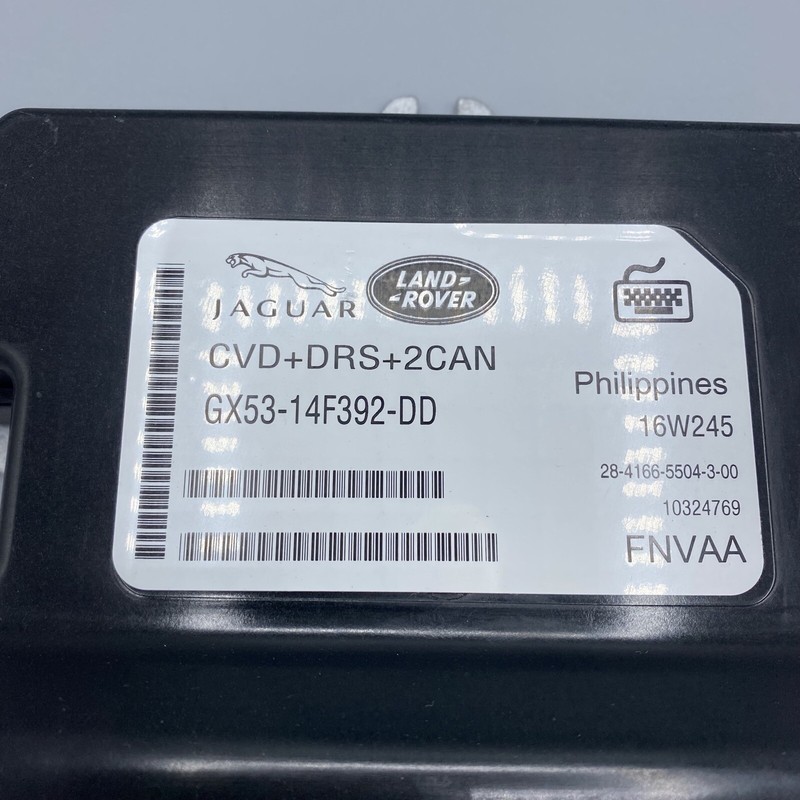 JAGUAR
LAND-
-ROVER
CVD+DRS+2CAN
GX53-14F392-DD
Philippines
16W245
28-4166-5504-3-00
10324769
FNVAA